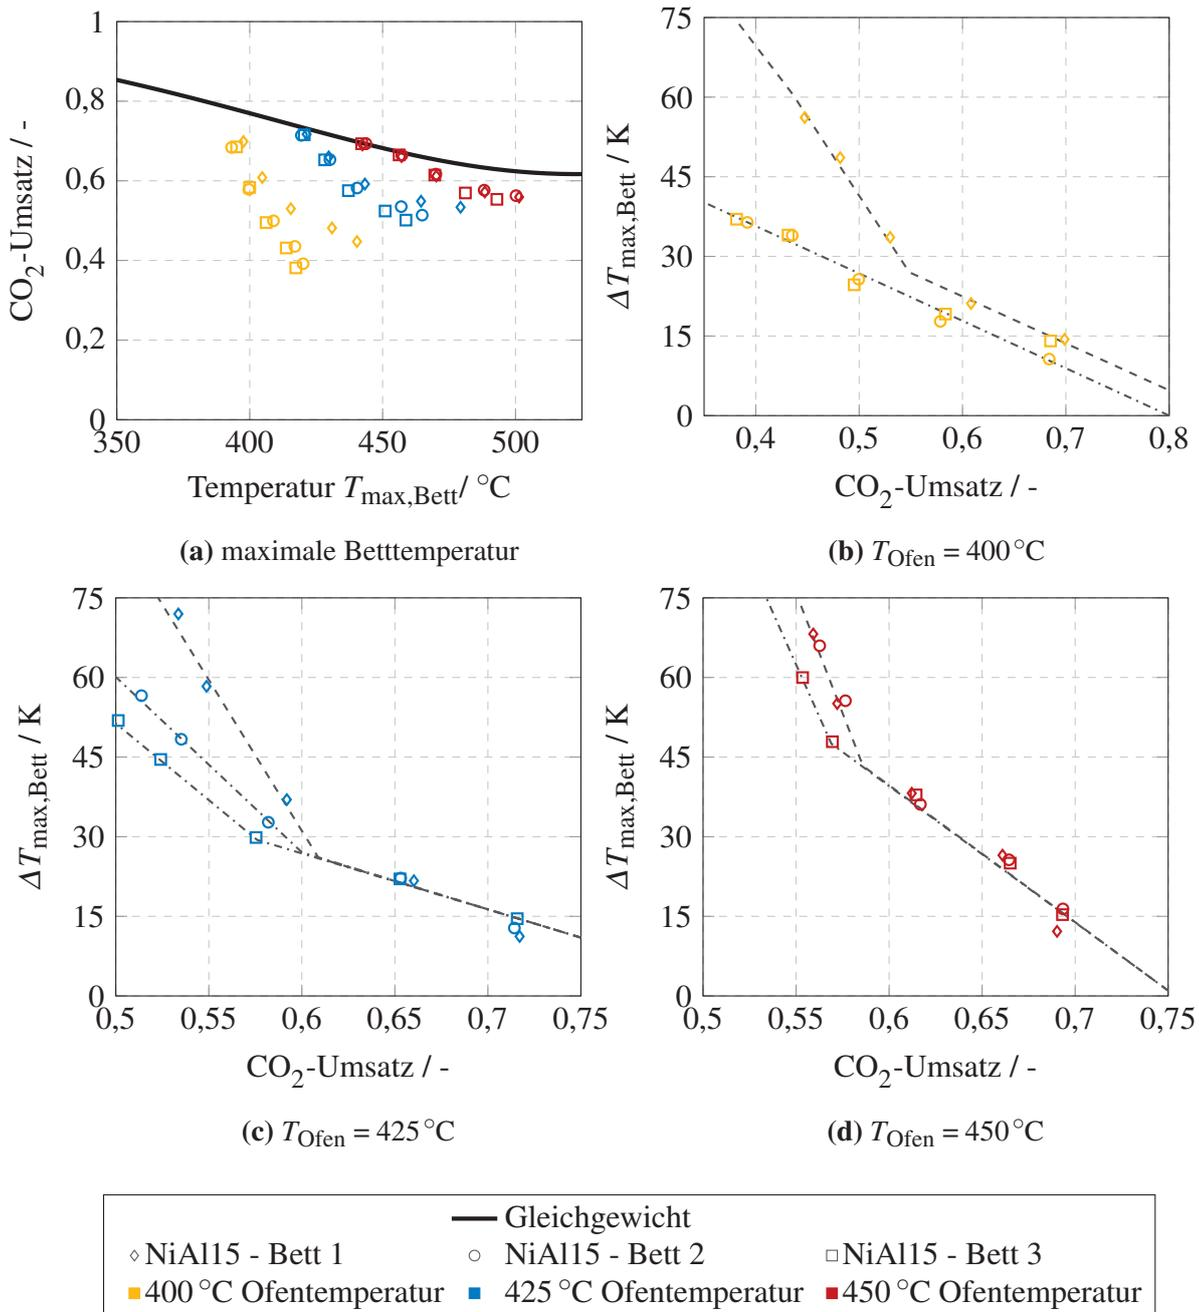 1
0,8
0,6
0,4
0,2
0
350 400 450 500
CO2-Umsatz / -
Temperatur Tmax,Bett/ °C
(a) maximale Betttemperatur
75
60
45
30
15
0
0,4 0,5 0,6 0,7 0,8
ΔTmax,Bett / K
CO2-Umsatz / -
(b) TOfen = 400 °C
75
60
45
30
15
0
0,5 0,55 0,6 0,65 0,7 0,75
ΔTmax,Bett / K
CO2-Umsatz / -
(c) TOfen = 425 °C
75
60
45
30
15
0
0,5 0,55 0,6 0,65 0,7 0,75
ΔTmax,Bett / K
CO2-Umsatz / -
(d) TOfen = 450 °C
Gleichgewicht
NiAl15 - Bett 1 NiAl15 - Bett 2 NiAl15 - Bett 3
400 °C Ofentemperatur 425 °C Ofentemperatur 450 °C Ofentemperatur